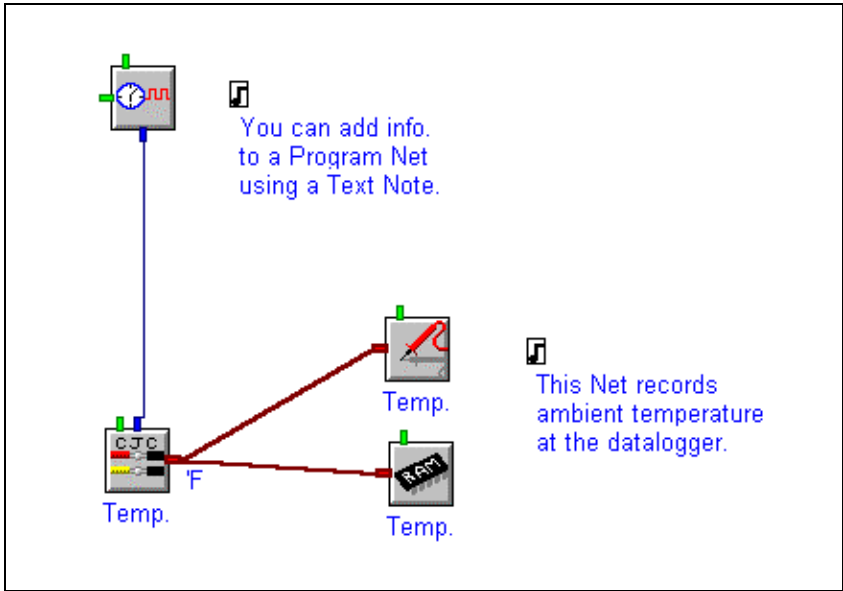 You can add info.
to a Program Net
using a Text Note.
Temp.
This Net records
ambient temperature
at the datalogger.
CJC
'F
Temp.
RAM
Temp.